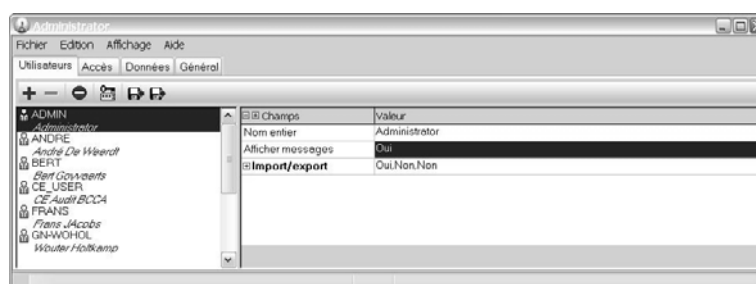 Administrator
Fichier Edition Affichage Aide
Utilisateurs Accès Données Général
ADMIN
Administrator
ANDRE
André De Weerdt
BERT
Bert Govvaerts
CE_USER
CE Audit BCCA
FRANS
Frans JAcobs
GN-WOHOL
Wouter Holtkamp
Champs Valeur
Nom entier Administrator
Afficher messages Oui
Import/export Oui,Non,Non